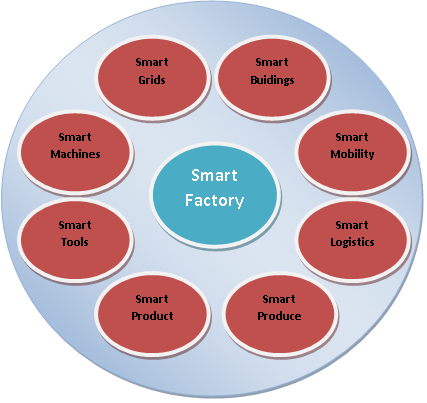 Smart
Grids
Smart
Buidings
Smart
Machines
Smart
Mobility
Smart
Factory
Smart
Tools
Smart
Logistics
Smart
Product
Smart
Produce